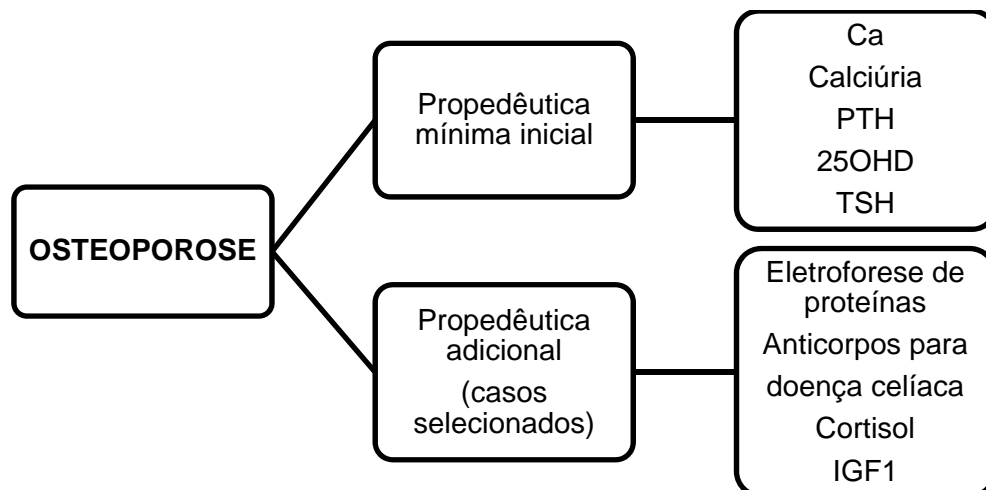 OSTEOPOROSE
Propedêutica
mínima inicial
Ca
Calciúria
PTH
25OHD
TSH
Propedêutica
adicional
(casos
selecionados)
Eletroforese de
proteínas
Anticorpos para
doença celíaca
Cortisol
IGF1